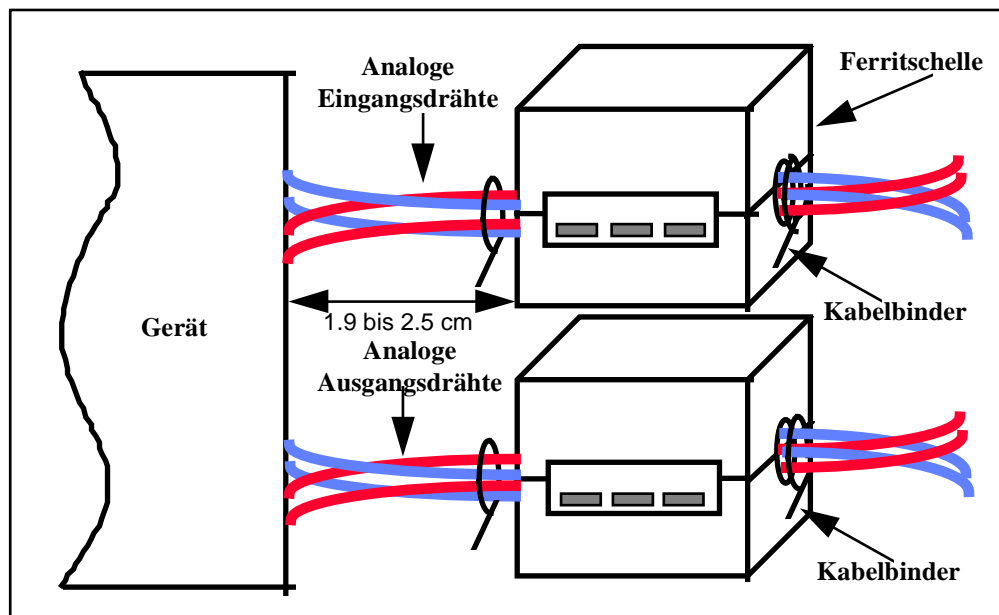 Analoge
Eingangsdrähte
Ferritschelle
Gerät
1.9 bis 2.5 cm
Kabelbinder
Analoge
Ausgangsdrähte
Kabelbinder